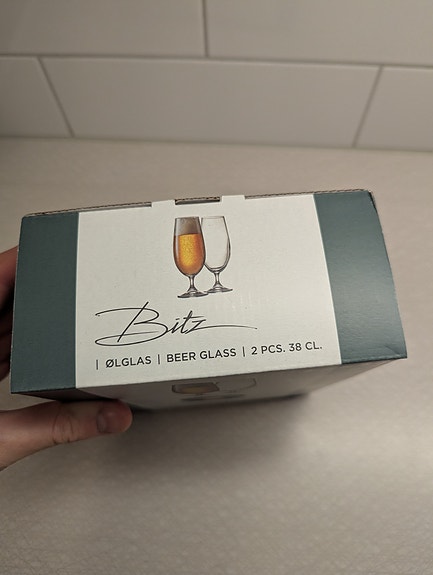 Bitz
| ØLGLAS | BEER GLASS | 2 PCS. 38 CL.